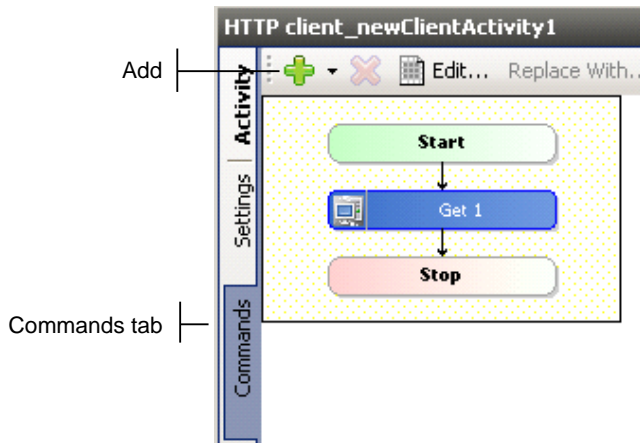 HTTP client_newClientActivity1
Add
Edit... Replace With..
Activity
Settings
Commands
Start
Get 1
Stop
Commands tab